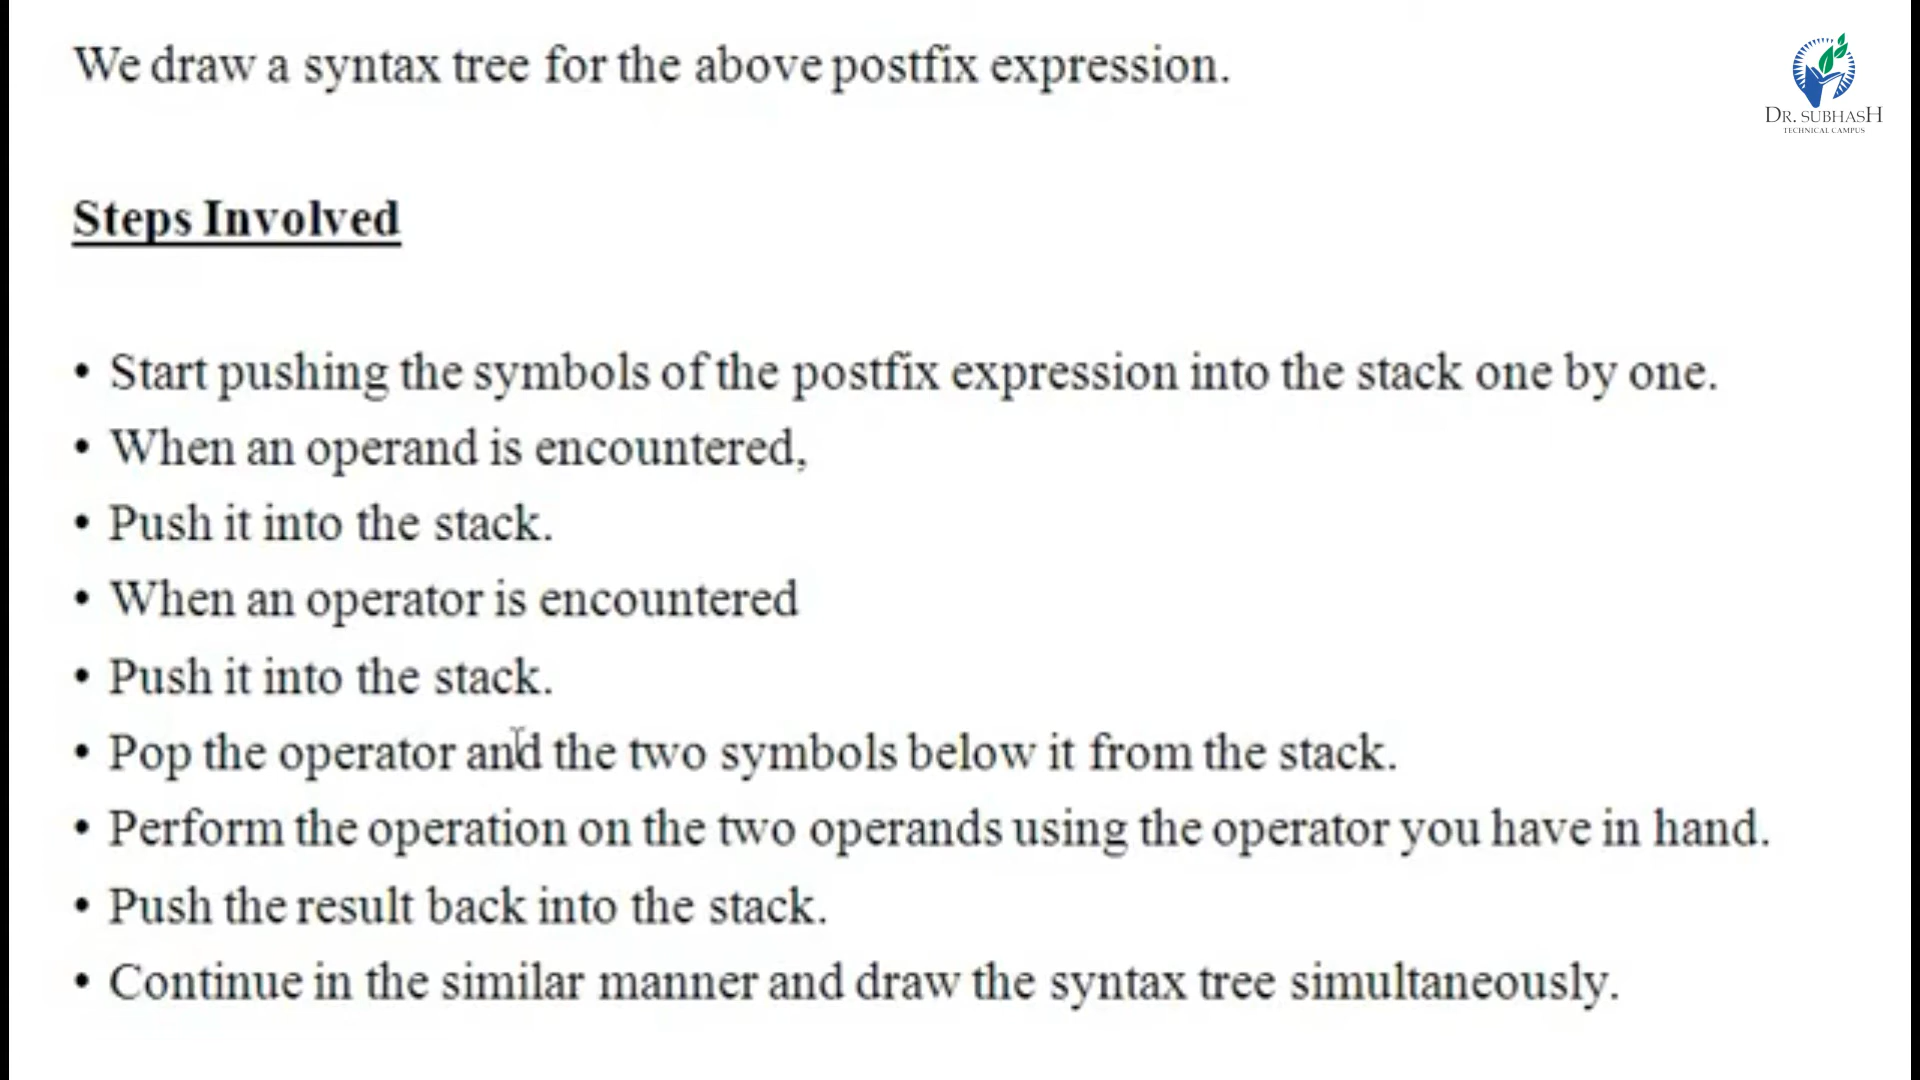 We draw a syntax tree for the above postfix expression.
DR. SUBHASH
TECHNICAL CAMPUS
Steps Involved
• Start pushing the symbols of the postfix expression into the stack one by one.
• When an operand is encountered,
• Push it into the stack.
• When an operator is encountered
• Push it into the stack.
• Pop the operator and the two symbols below it from the stack.
• Perform the operation on the two operands using the operator you have in hand.
• Push the result back into the stack.
• Continue in the similar manner and draw the syntax tree simultaneously.